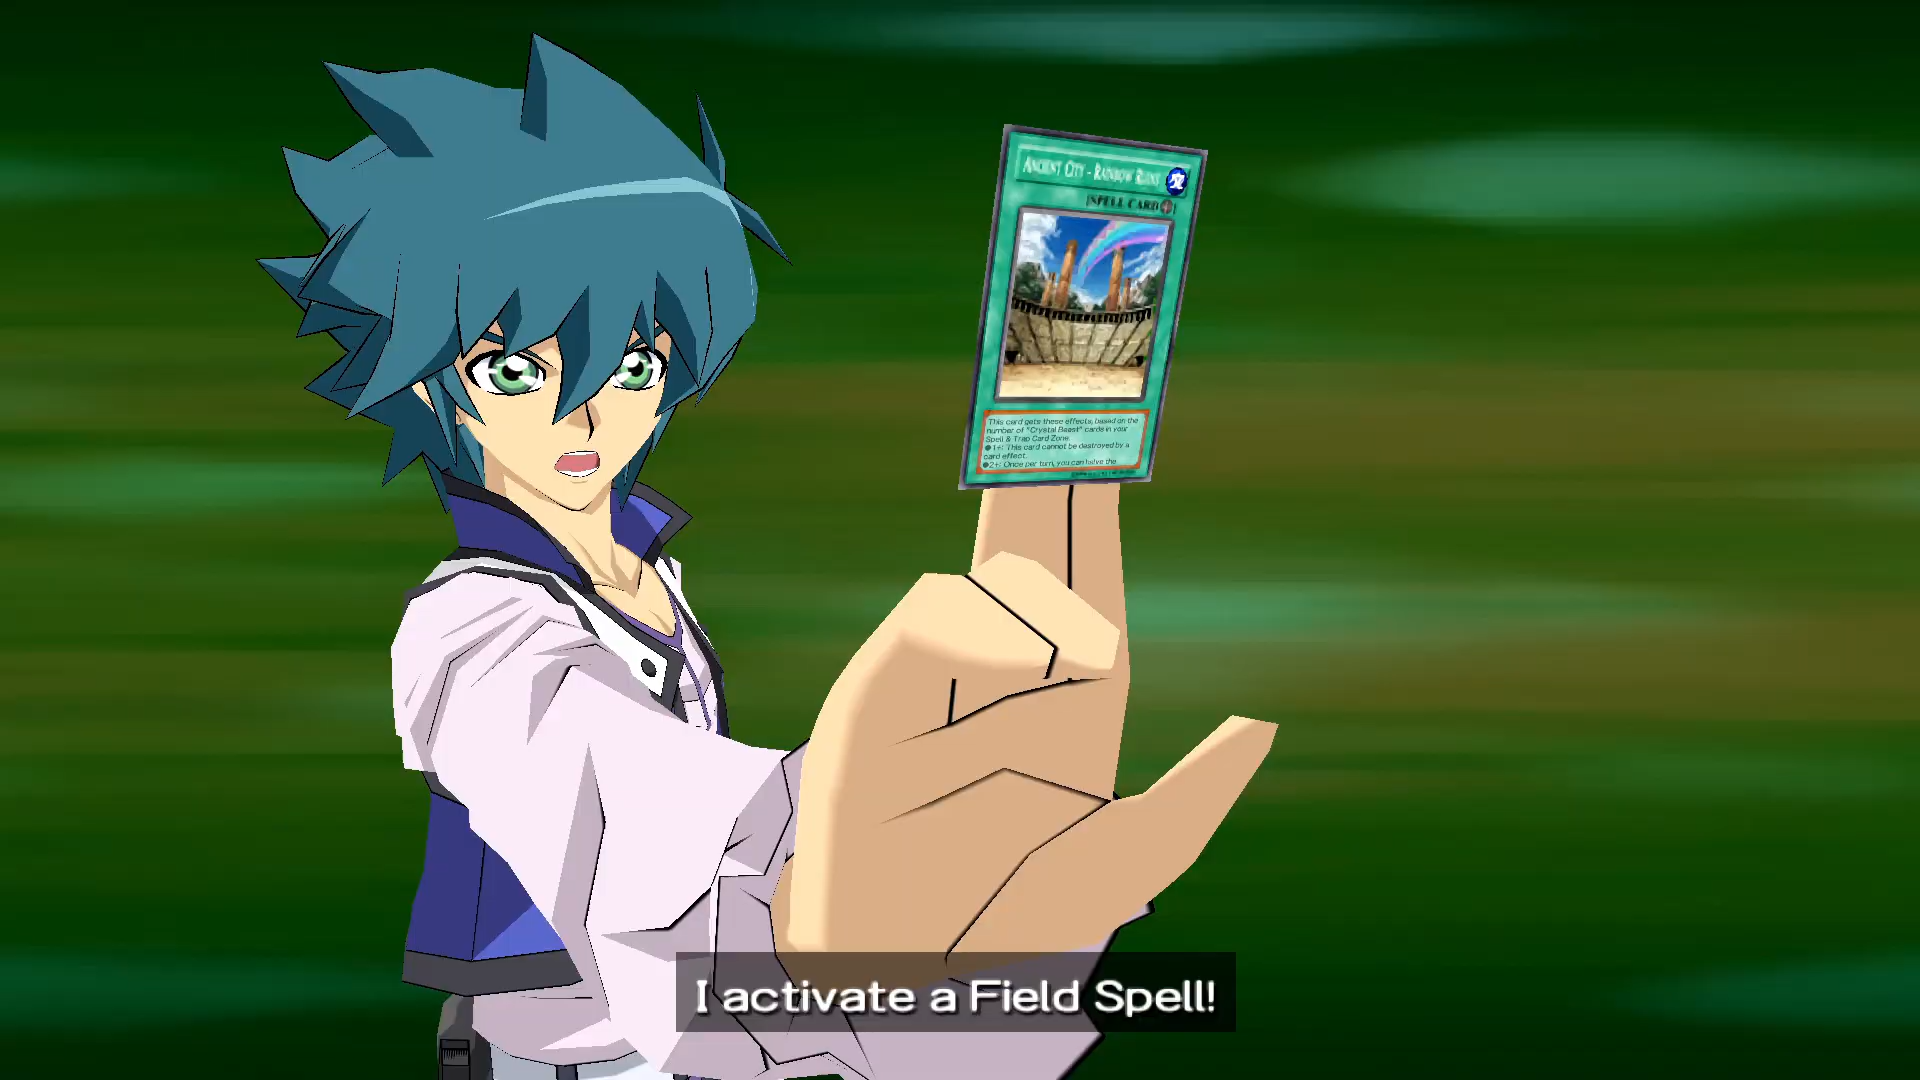 ANCIENT CITY - RAINBOW RUINS
[SPELL CARD]
This card gets these effects, based on the
number of "Crystal Beast" cards in your
Spell & Trap Card Zone.
●1+: This card cannot be destroyed by a
card effect.
●2+: Once per turn, you can halve the
I activate a Field Spell!